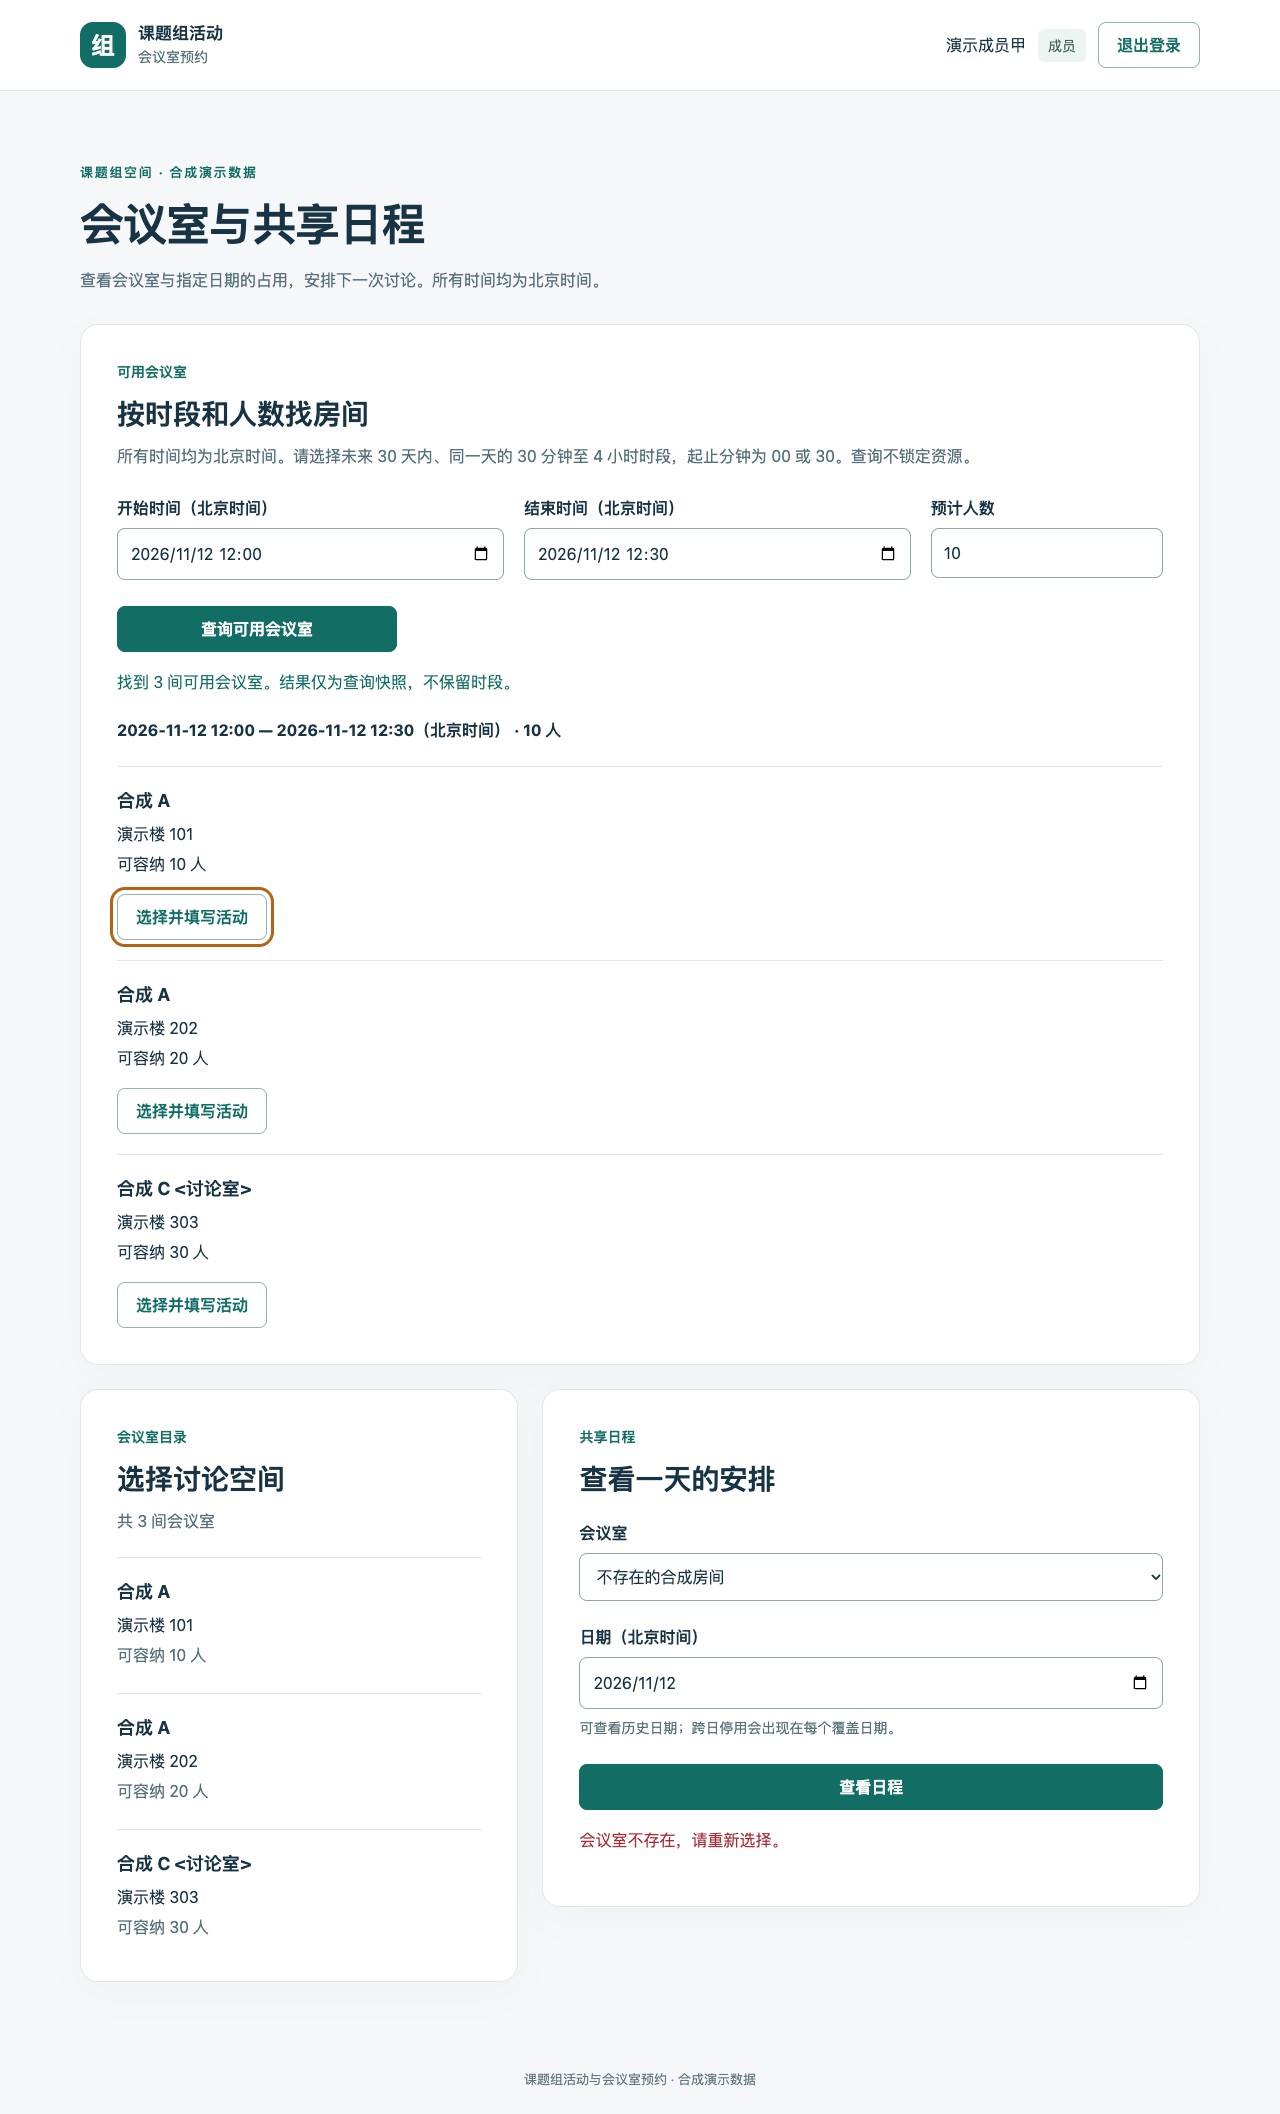 组
课题组活动
会议室预约
演示成员甲
成员
退出登录
课题组空间 · 合成演示数据
会议室与共享日程
查看会议室与指定日期的占用，安排下一次讨论。所有时间均为北京时间。
可用会议室
按时段和人数找房间
所有时间均为北京时间。请选择未来 30 天内、同一天的 30 分钟至 4 小时时段，起止分钟为 00 或 30。查询不锁定资源。
开始时间（北京时间）
结束时间（北京时间）
预计人数
2026/11/12 12:00
2026/11/12 12:30
10
查询可用会议室
找到 3 间可用会议室。结果仅为查询快照，不保留时段。
2026-11-12 12:00 — 2026-11-12 12:30（北京时间） · 10 人
合成 A
演示楼 101
可容纳 10 人
选择并填写活动
合成 A
演示楼 202
可容纳 20 人
选择并填写活动
合成 C <讨论室>
演示楼 303
可容纳 30 人
选择并填写活动
会议室目录
选择讨论空间
共 3 间会议室
合成 A
演示楼 101
可容纳 10 人
合成 A
演示楼 202
可容纳 20 人
合成 C <讨论室>
演示楼 303
可容纳 30 人
共享日程
查看一天的安排
会议室
不存在的合成房间
日期（北京时间）
2026/11/12
可查看历史日期；跨日停用会出现在每个覆盖日期。
查看日程
会议室不存在，请重新选择。
课题组活动与会议室预约 · 合成演示数据